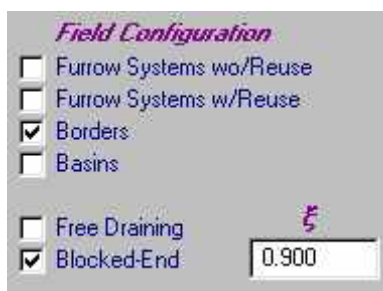 Field Configuration
Furrow Systems wo/Reuse
Furrow Systems w/Reuse
Borders
Basins
Free Draining
ξ
Blocked-End
0.900